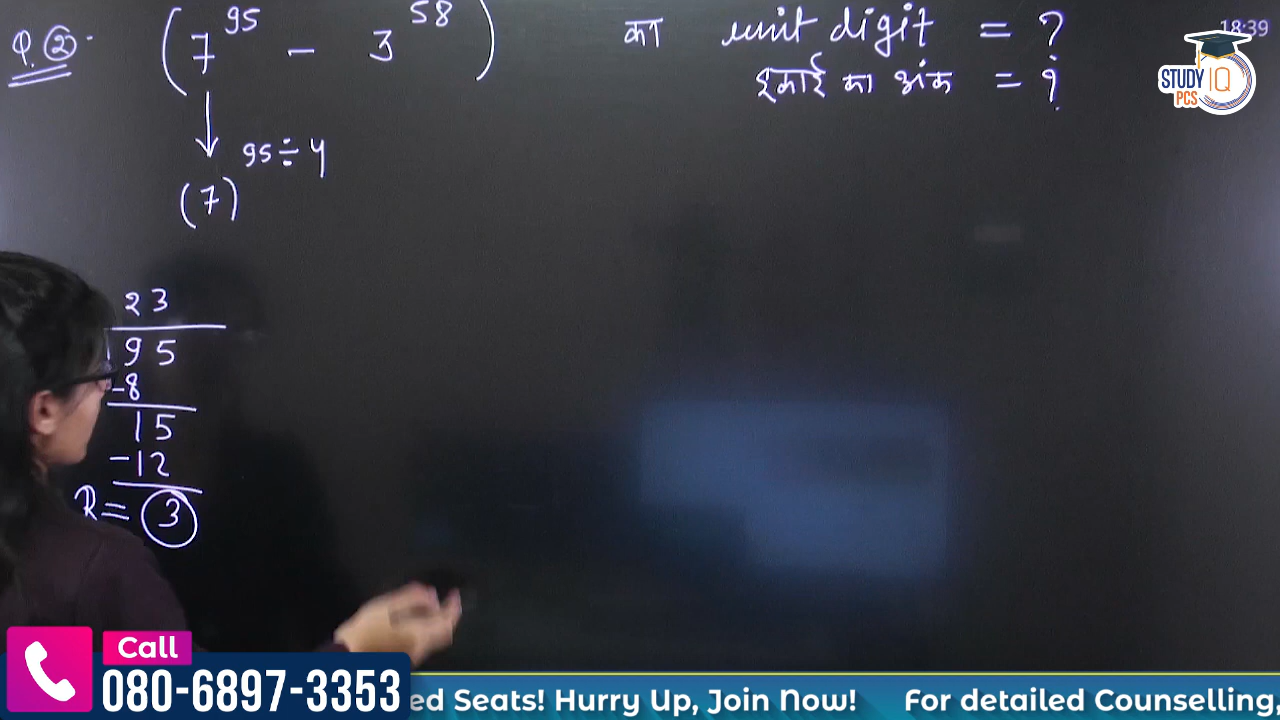 Q. ②. (7^95 - 3^58) का unit digit = ?
इकाई का अंक = ?
18:39
STUDY IQ
PCS
95÷4
(7)
23
95
-8
15
-12
R = 3
Call
080-6897-3353
ed Seats! Hurry Up, Join Now! For detailed Counselling,